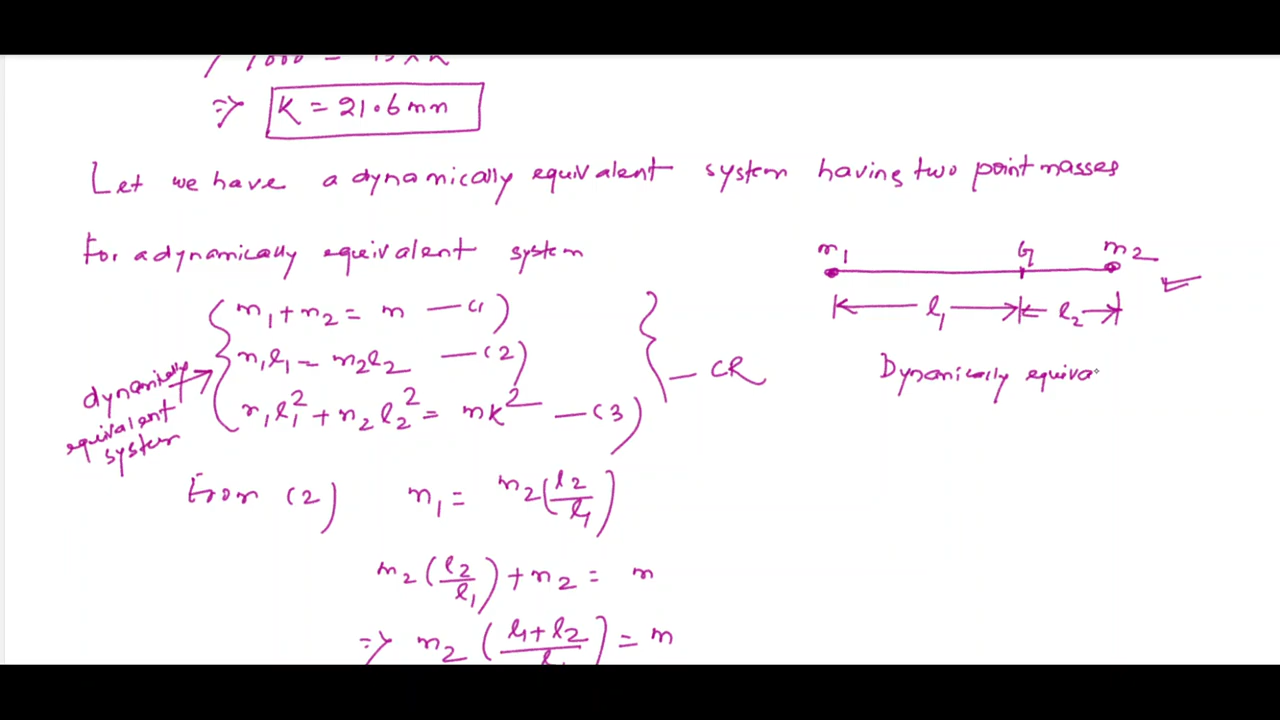 ⇒ K = 21.6 mm
Let we have a dynamically equivalent system having two point masses
For a dynamically equivalent system
m₁ G m₂
m₁ + m₂ = m —(1)
l₁ l₂
m₁l₁ = m₂l₂ —(2)
— CR
Dynamically equiva
dynamically
equivalent
system
m₁l₁² + m₂l₂² = mK² —(3)
From (2) m₁ = m₂(l₂/l₁)
m₂(l₂/l₁) + m₂ = m
⇒ m₂(l₁+l₂/l₁) = m